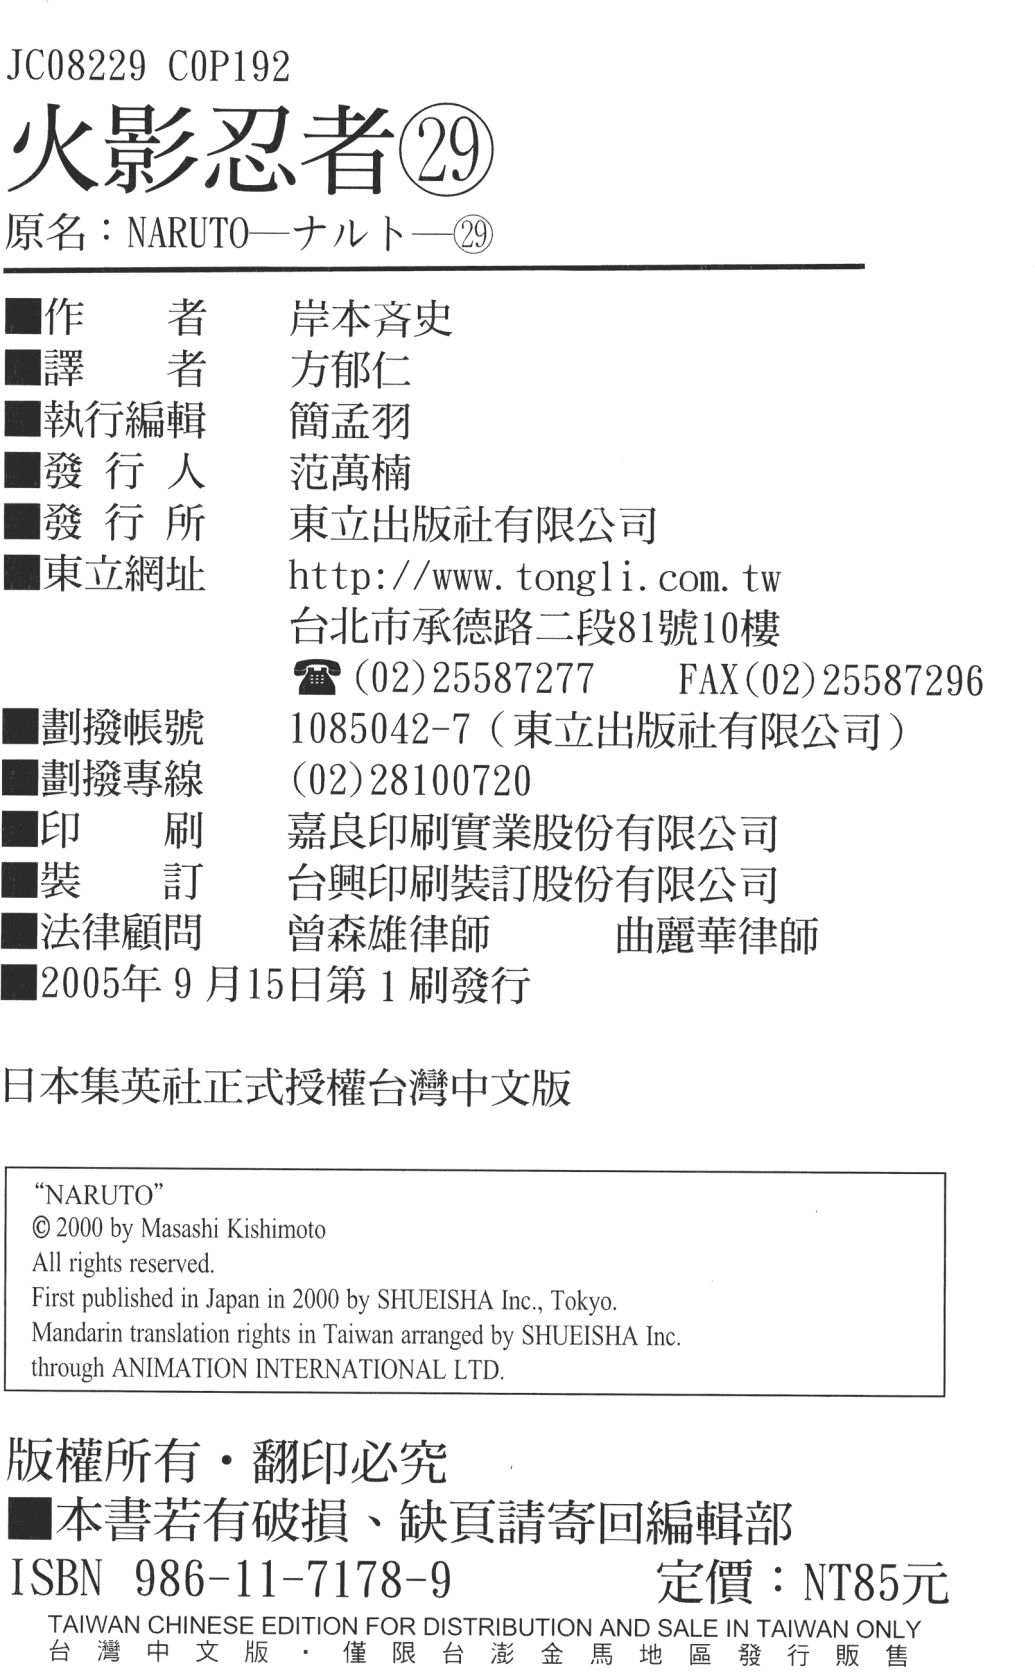 JC08229 C0P192
火影忍者㉙
原名：NARUTO—ナルト—㉙
■作　　者　　岸本斉史
■譯　　者　　方郁仁
■執行編輯　　簡孟羽
■發 行 人　　范萬楠
■發 行 所　　東立出版社有限公司
■東立網址　　http://www.tongli.com.tw
台北市承德路二段81號10樓
☎(02)25587277　　FAX(02)25587296
■劃撥帳號　　1085042-7（東立出版社有限公司）
■劃撥專線　　(02)28100720
■印　　刷　　嘉良印刷實業股份有限公司
■裝　　訂　　台興印刷裝訂股份有限公司
■法律顧問　　曾森雄律師　　曲麗華律師
■2005年9月15日第1刷發行
日本集英社正式授權台灣中文版
“NARUTO”
© 2000 by Masashi Kishimoto
All rights reserved.
First published in Japan in 2000 by SHUEISHA Inc., Tokyo.
Mandarin translation rights in Taiwan arranged by SHUEISHA Inc.
through ANIMATION INTERNATIONAL LTD.
版權所有・翻印必究
■本書若有破損、缺頁請寄回編輯部
ISBN 986-11-7178-9　　定價：NT85元
TAIWAN CHINESE EDITION FOR DISTRIBUTION AND SALE IN TAIWAN ONLY
台灣中文版・僅限台澎金馬地區發行販售